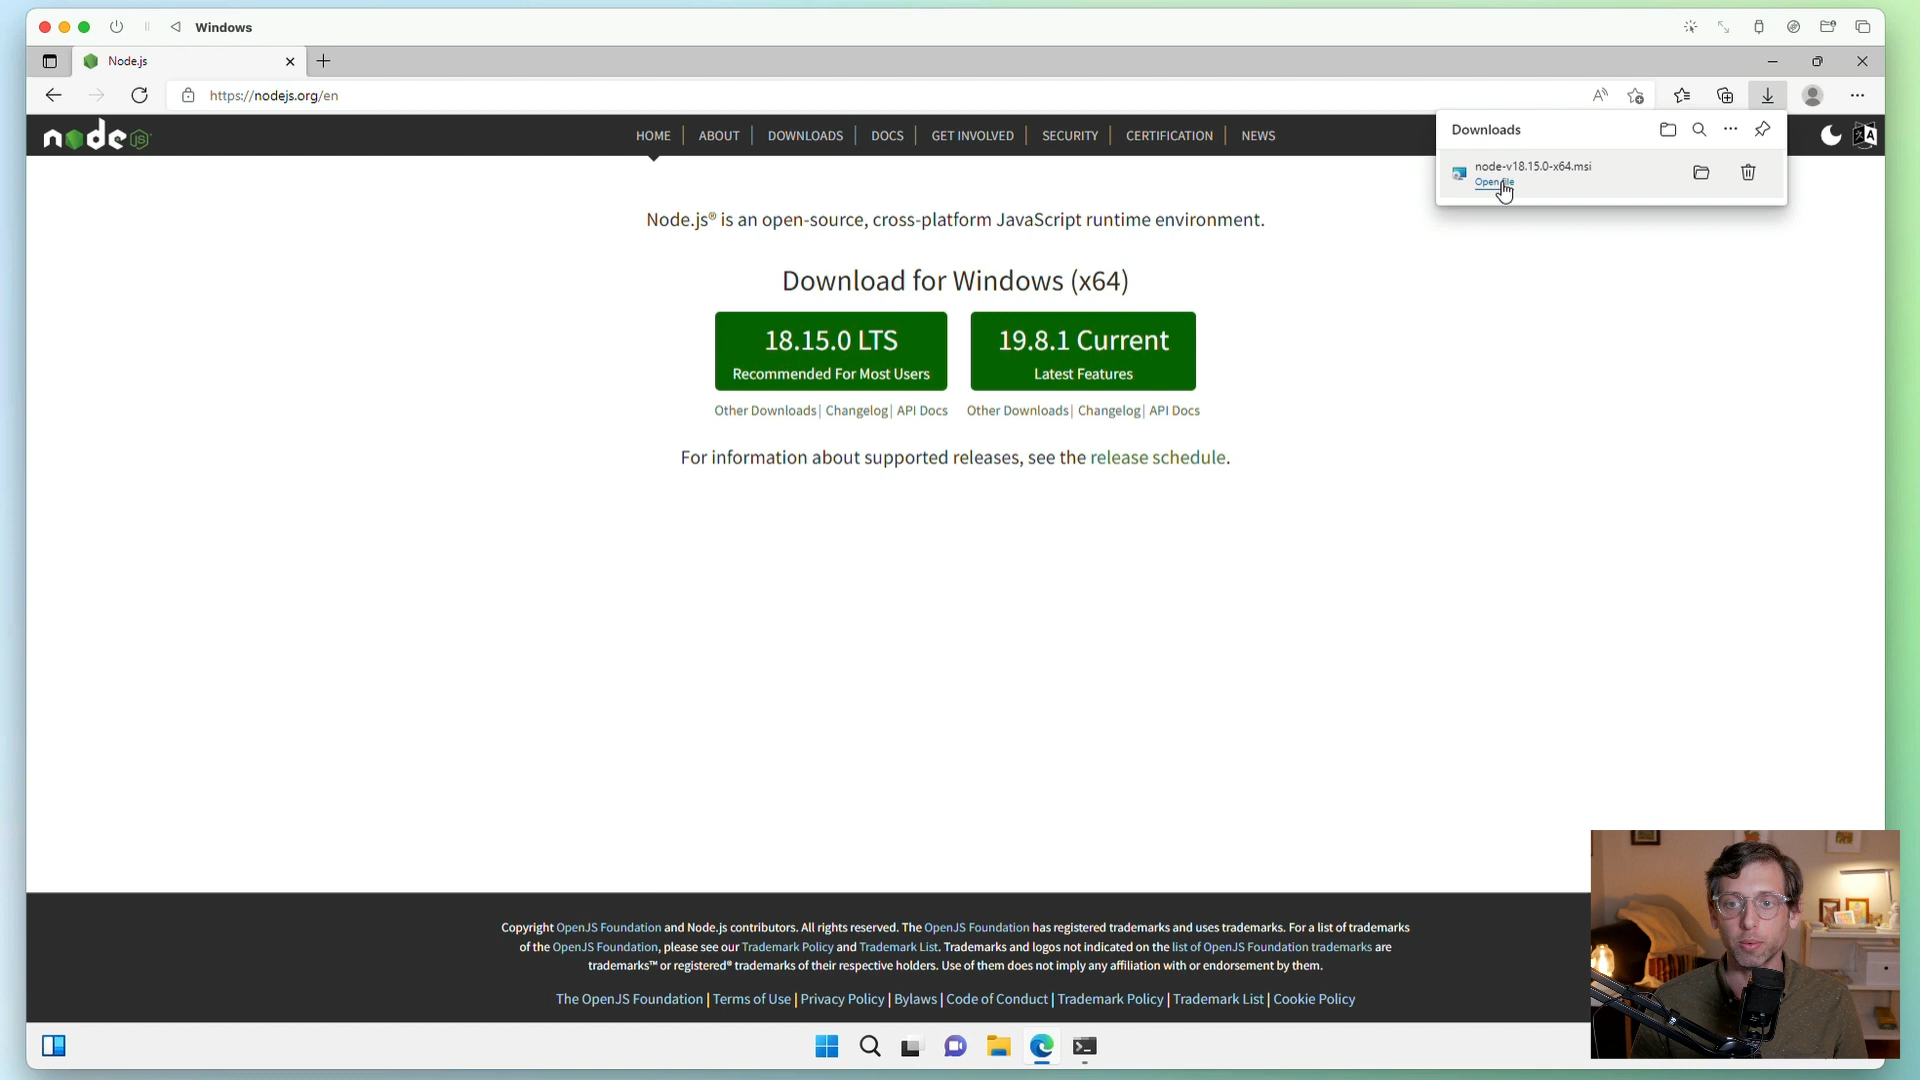 Windows
Node.js
https://nodejs.org/en
node JS
HOME
ABOUT
DOWNLOADS
DOCS
GET INVOLVED
SECURITY
CERTIFICATION
NEWS
Downloads
node-v18.15.0-x64.msi
Open file
Node.js® is an open-source, cross-platform JavaScript runtime environment.
Download for Windows (x64)
18.15.0 LTS
Recommended For Most Users
19.8.1 Current
Latest Features
Other Downloads | Changelog | API Docs
Other Downloads | Changelog | API Docs
For information about supported releases, see the release schedule.
Copyright OpenJS Foundation and Node.js contributors. All rights reserved. The OpenJS Foundation has registered trademarks and uses trademarks. For a list of trademarks
of the OpenJS Foundation, please see our Trademark Policy and Trademark List. Trademarks and logos not indicated on the list of OpenJS Foundation trademarks are
trademarks™ or registered® trademarks of their respective holders. Use of them does not imply any affiliation with or endorsement by them.
The OpenJS Foundation | Terms of Use | Privacy Policy | Bylaws | Code of Conduct | Trademark Policy | Trademark List | Cookie Policy